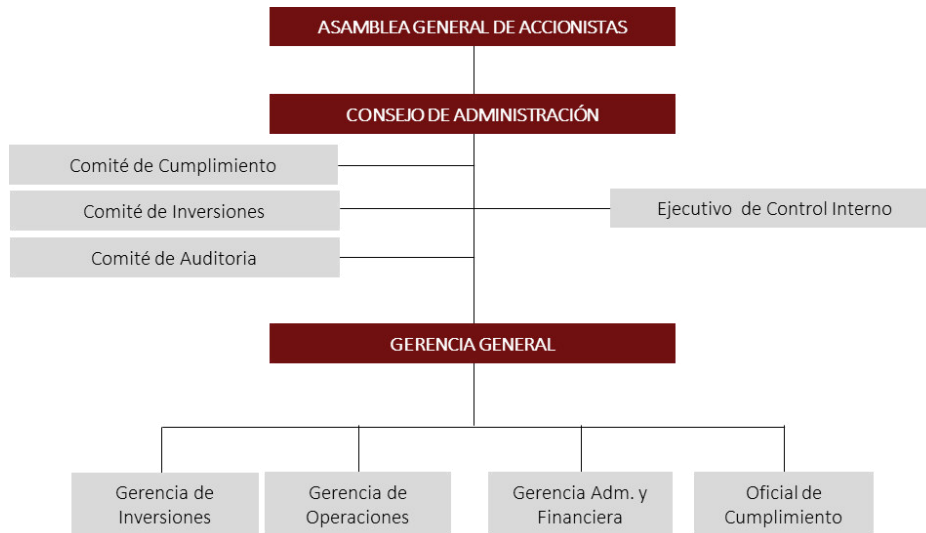 ASAMBLEA GENERAL DE ACCIONISTAS
CONSEJO DE ADMINISTRACIÓN
Comité de Cumplimiento
Comité de Inversiones
Ejecutivo de Control Interno
Comité de Auditoria
GERENCIA GENERAL
Gerencia de
Inversiones
Gerencia de
Operaciones
Gerencia Adm. y
Financiera
Oficial de
Cumplimiento